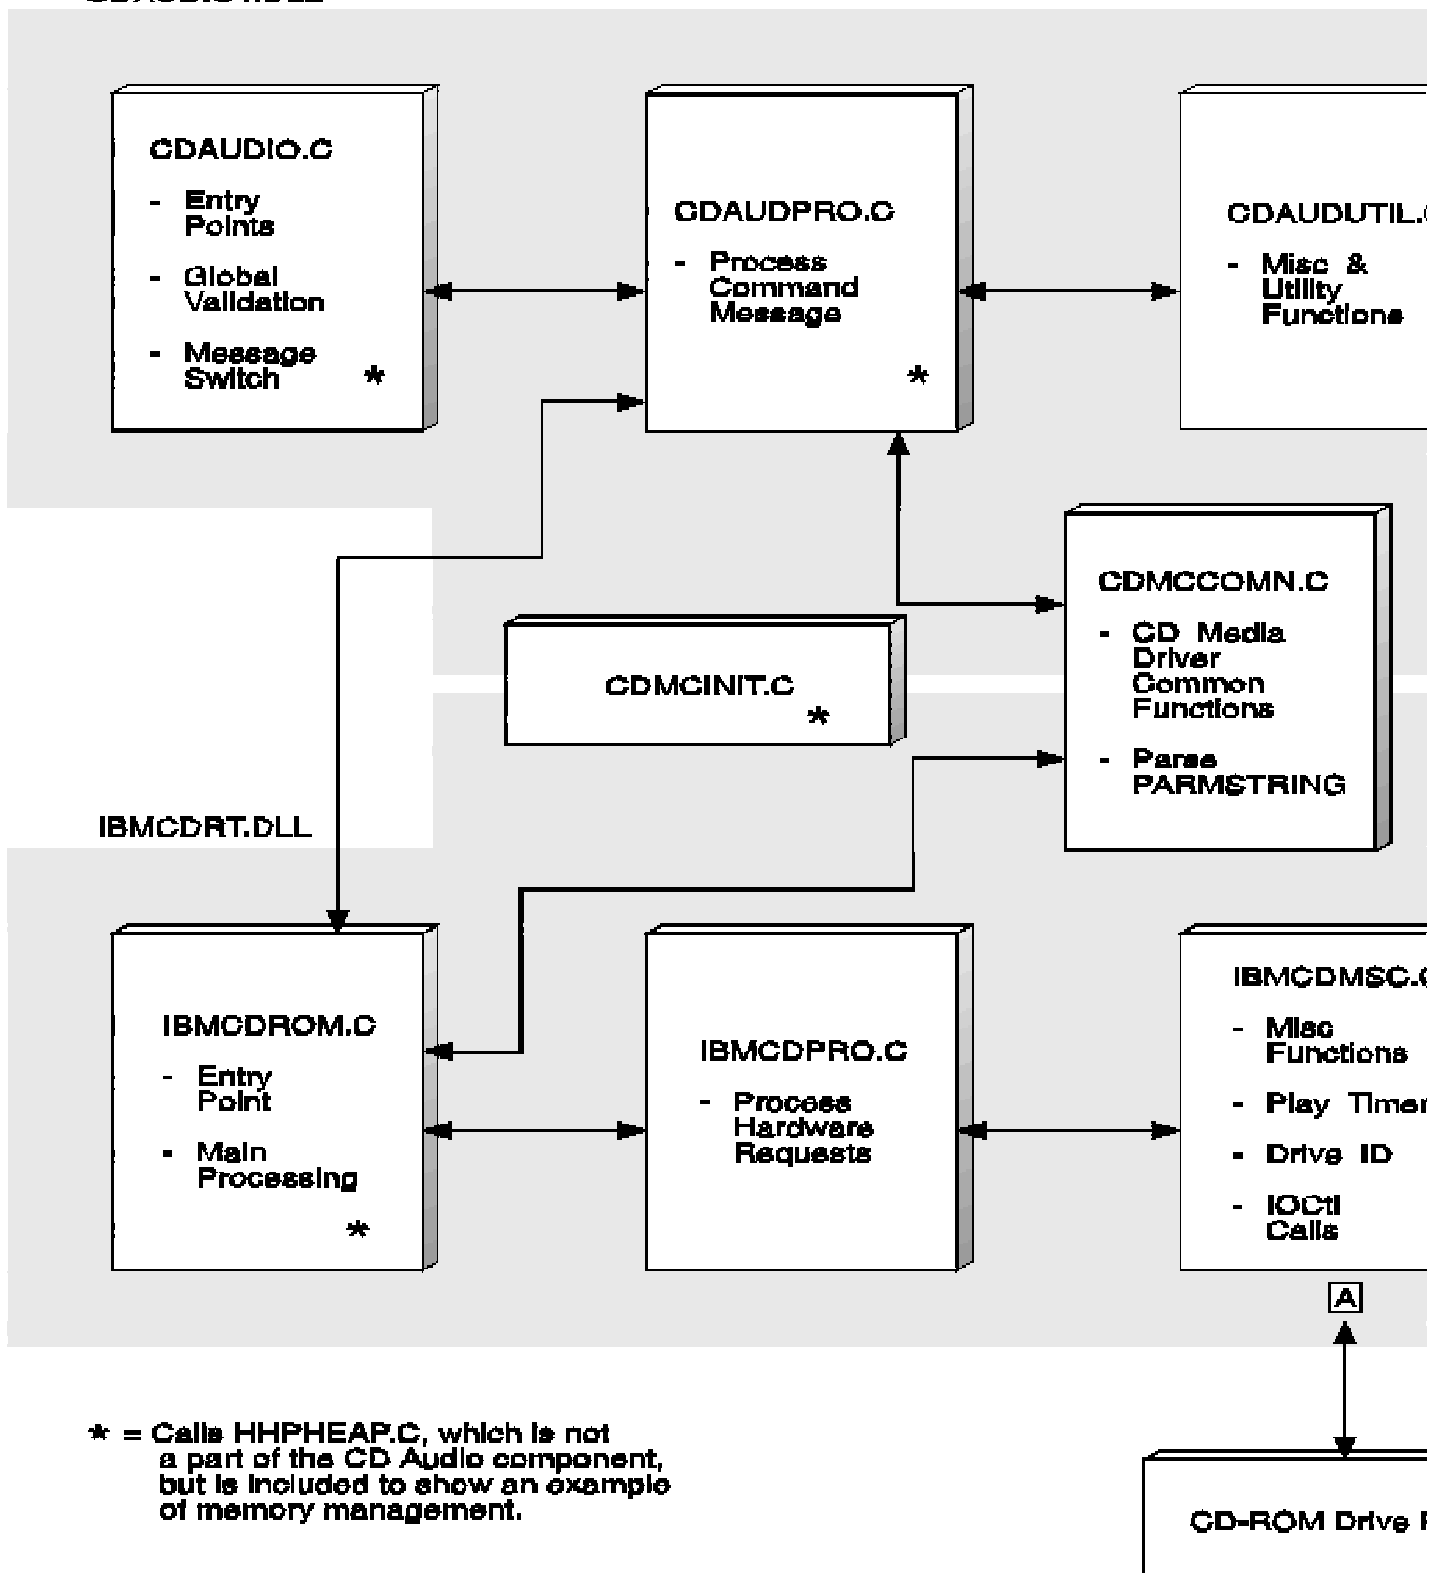 CDAUDIO.C
- Entry
Points
- Global
Validation
- Message
Switch *
CDAUDPRO.C
- Process
Command
Message
*
CDAUDUTIL.
- Misc &
Utility
Functions
CDMCCOMN.C
- CD Media
Driver
Common
Functions
- Parse
PARMSTRING
CDMCINIT.C
*
IBMCDRT.DLL
IBMCDROM.C
- Entry
Point
- Main
Processing
*
IBMCDPRO.C
- Process
Hardware
Requests
IBMCDMSC.
- Misc
Functions
- Play Timer
- Drive ID
- IOCtl
Calls
A
* = Calls HHPHEAP.C, which is not
a part of the CD Audio component,
but is included to show an example
of memory management.
CD-ROM Drive